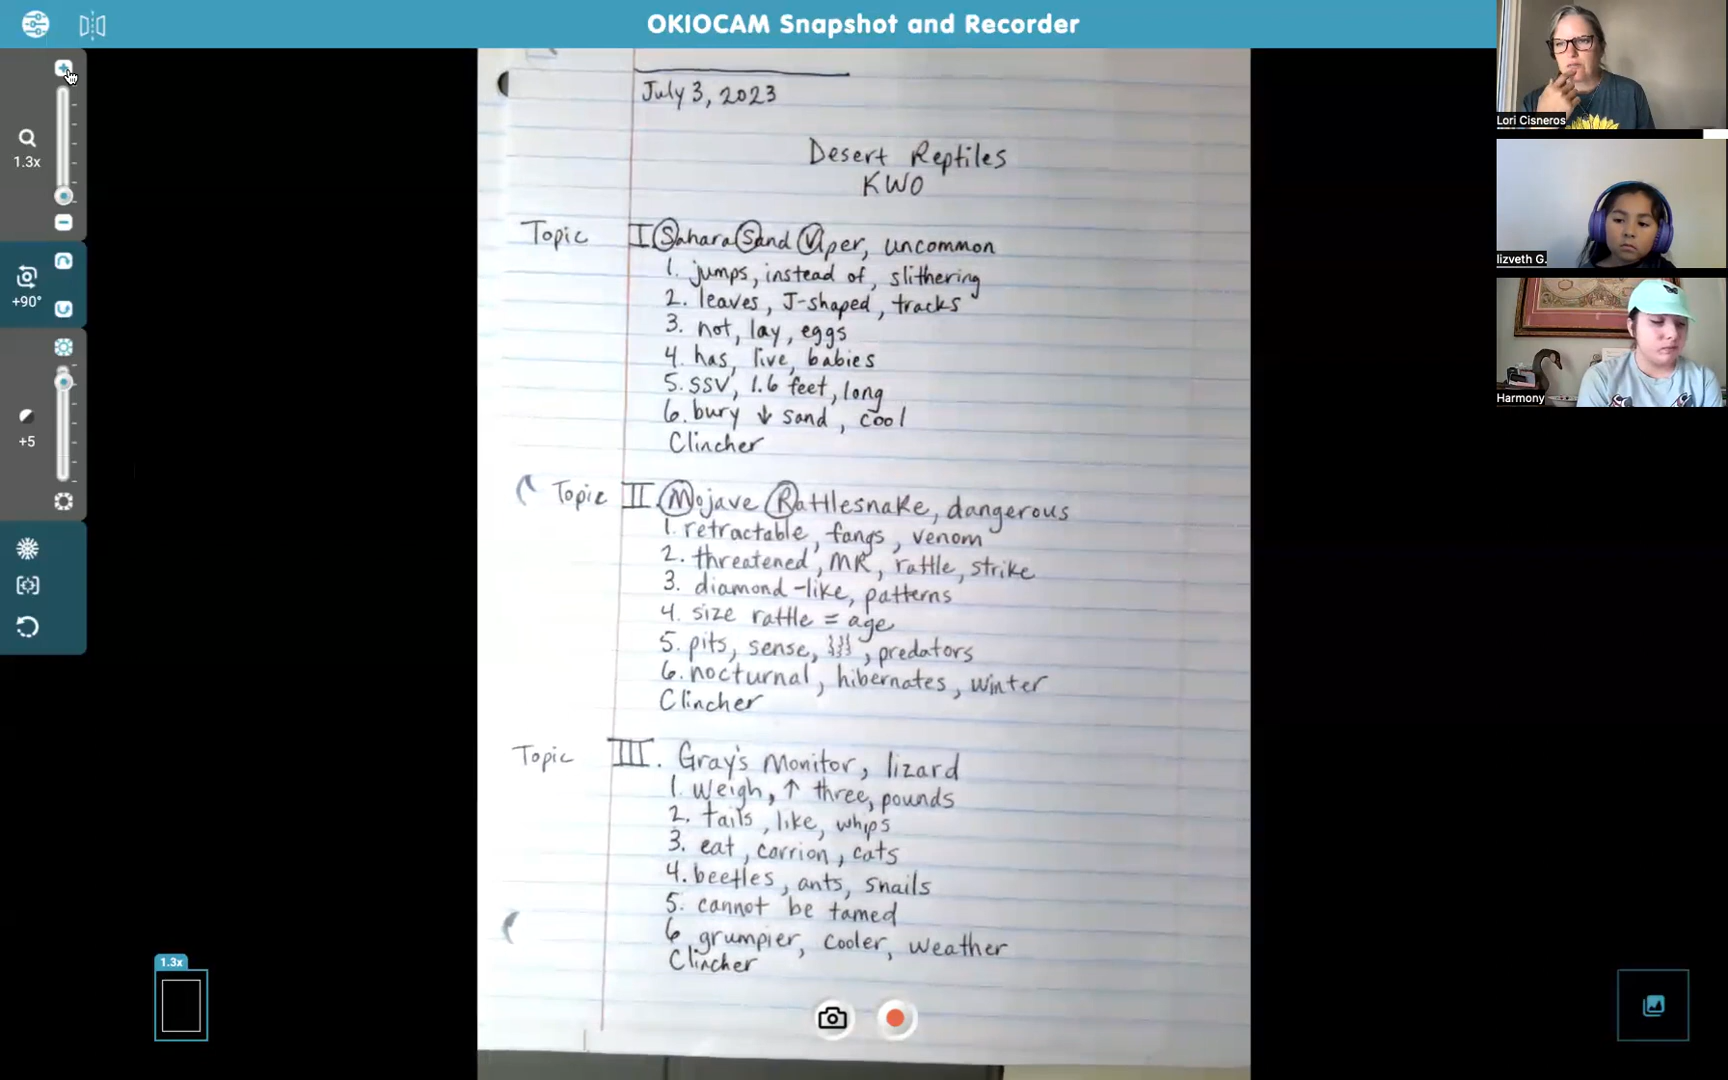 OKIOCAM Snapshot and Recorder
1.3x
+90°
+5
July 3, 2023
Desert Reptiles
KWO
Topic I Sahara Sand Viper, uncommon
1. jumps, instead of, slithering
2. leaves, J-shaped, tracks
3. not, lay, eggs
4. has, live, babies
5. SSV, 1.6 feet, long
6. bury ↓ sand, cool
Clincher
Topic II. Mojave Rattlesnake, dangerous
1. retractable, fangs, venom
2. threatened, MR, rattle, strike
3. diamond-like, patterns
4. size rattle = age
5. pits, sense, }}}, predators
6. nocturnal, hibernates, winter
Clincher
Topic III. Gray's Monitor, lizard
1. weigh, ↑ three, pounds
2. tails, like, whips
3. eat, carrion, cats
4. beetles, ants, snails
5. cannot be tamed
6 grumpier, cooler, weather
Clincher
1.3x
Lori Cisneros
lizveth G.
Harmony